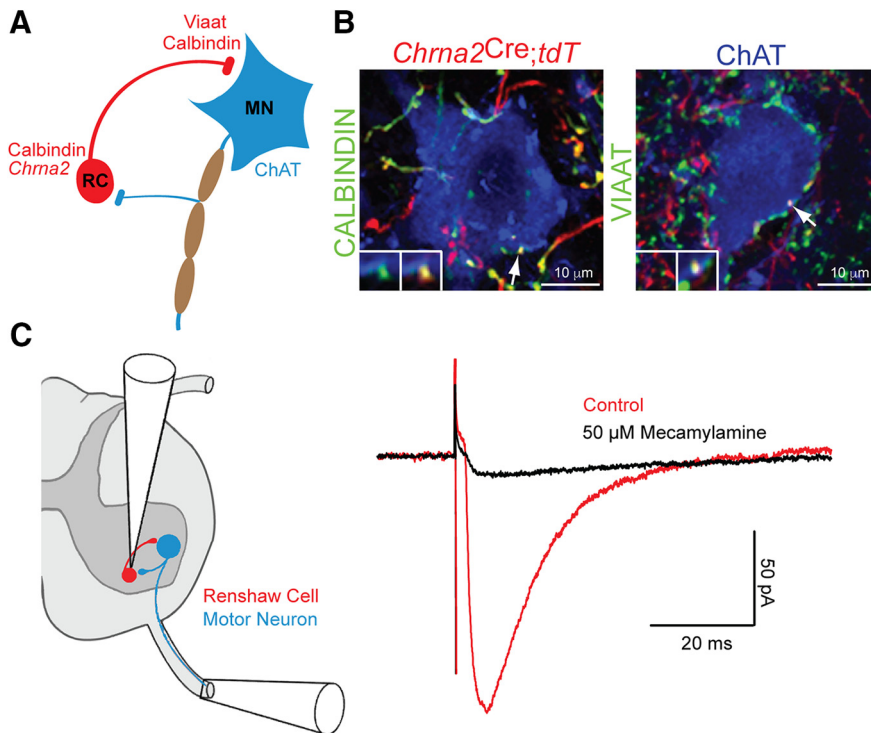 A
Viaat
Calbindin
MN
ChAT
Calbindin
Chrna2
RC
B
Chrna2Cre;tdT
ChAT
CALBINDIN
10 µm
VIAAT
10 µm
C
Renshaw Cell
Motor Neuron
Control
50 µM Mecamylamine
50 pA
20 ms